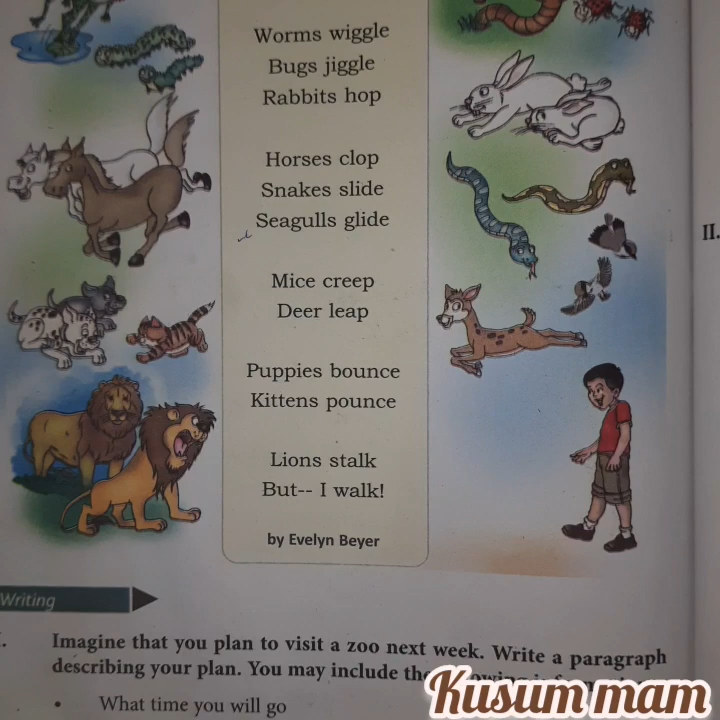 Worms wiggle
Bugs jiggle
Rabbits hop
Horses clop
Snakes slide
Seagulls glide
Mice creep
Deer leap
Puppies bounce
Kittens pounce
Lions stalk
But-- I walk!
by Evelyn Beyer
Writing
Imagine that you plan to visit a zoo next week. Write a paragraph
describing your plan. You may include
• What time you will go
II.
Kusum mam